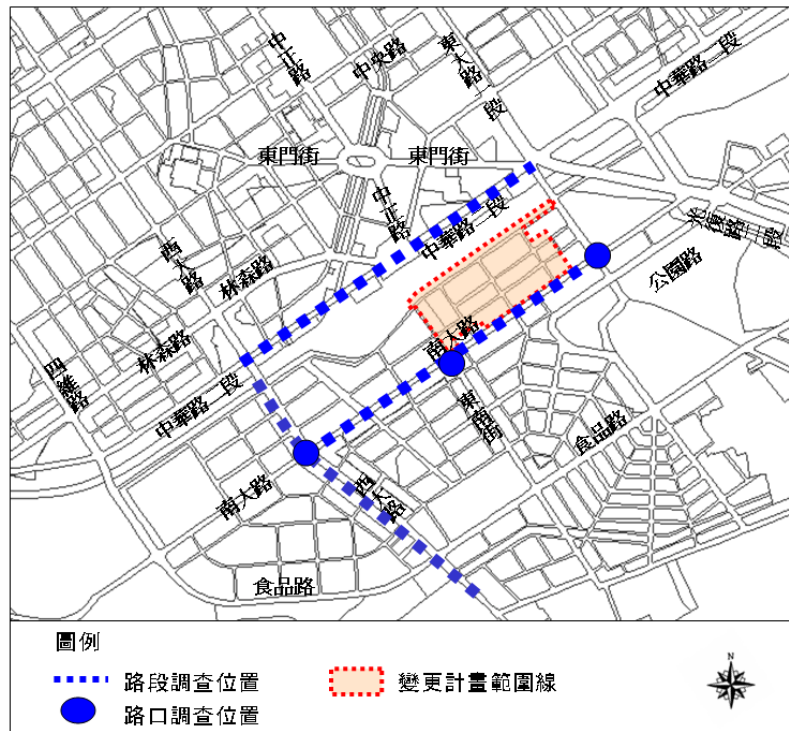 中正路
中央路
東大路一段
中華路二段
東門街
東門街
中正路
中華路二段
西大路
林森路
光復路二段
公園路
林森路
南大路
四維路
中華路一段
東南街
食品路
西大路
南大路
食品路
圖例
路段調查位置
變更計畫範圍線
路口調查位置
N